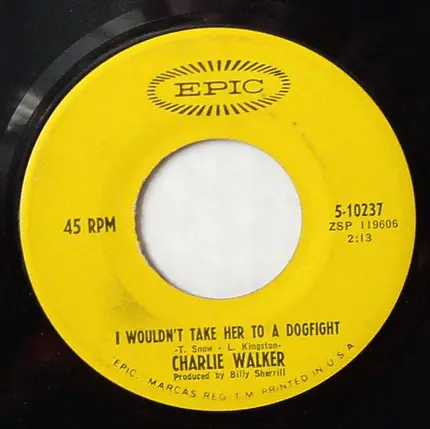 EPIC
45 RPM
5-10237
ZSP 119606
2:13
I WOULDN'T TAKE HER TO A DOGFIGHT
-T. Snow - L. Kingston-
CHARLIE WALKER
Produced by Billy Sherrill
EPIC. MARCAS REG. T M PRINTED IN U.S.A